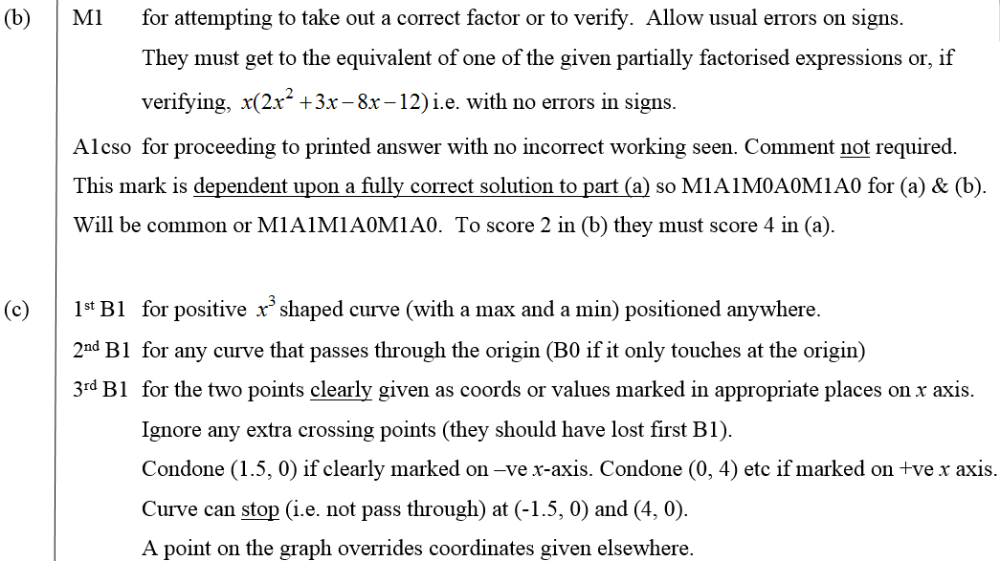 (b) M1 for attempting to take out a correct factor or to verify. Allow usual errors on signs.
They must get to the equivalent of one of the given partially factorised expressions or, if
verifying, x(2x² + 3x − 8x − 12) i.e. with no errors in signs.
A1cso for proceeding to printed answer with no incorrect working seen. Comment not required.
This mark is dependent upon a fully correct solution to part (a) so M1A1M0A0M1A0 for (a) & (b).
Will be common or M1A1M1A0M1A0. To score 2 in (b) they must score 4 in (a).
(c) 1st B1 for positive x³ shaped curve (with a max and a min) positioned anywhere.
2nd B1 for any curve that passes through the origin (B0 if it only touches at the origin)
3rd B1 for the two points clearly given as coords or values marked in appropriate places on x axis.
Ignore any extra crossing points (they should have lost first B1).
Condone (1.5, 0) if clearly marked on –ve x-axis. Condone (0, 4) etc if marked on +ve x axis.
Curve can stop (i.e. not pass through) at (-1.5, 0) and (4, 0).
A point on the graph overrides coordinates given elsewhere.